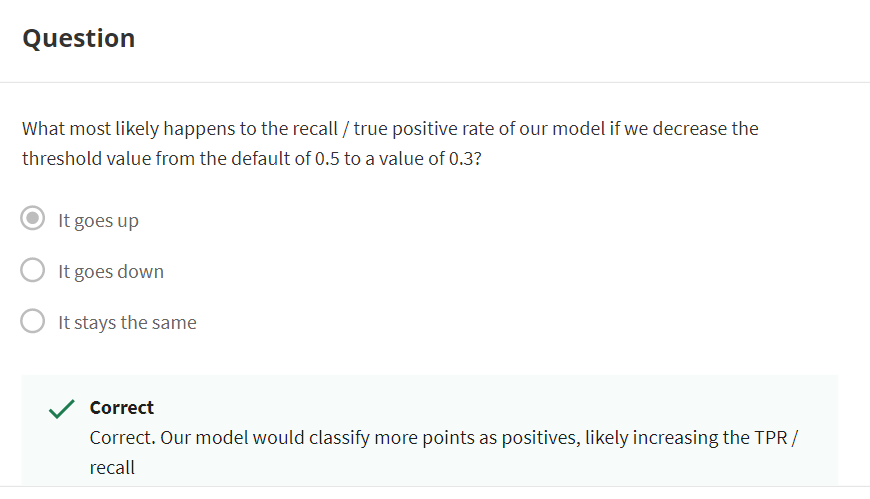 Question
What most likely happens to the recall / true positive rate of our model if we decrease the
threshold value from the default of 0.5 to a value of 0.3?
It goes up
It goes down
It stays the same
Correct
Correct. Our model would classify more points as positives, likely increasing the TPR /
recall